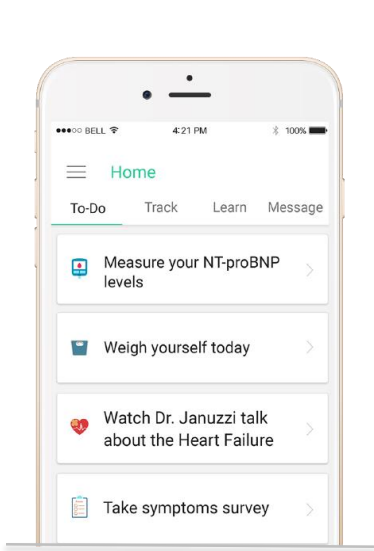 BELL 4:21 PM 100%
Home
To-Do Track Learn Message
Measure your NT-proBNP
levels
Weigh yourself today
Watch Dr. Januzzi talk
about the Heart Failure
Take symptoms survey